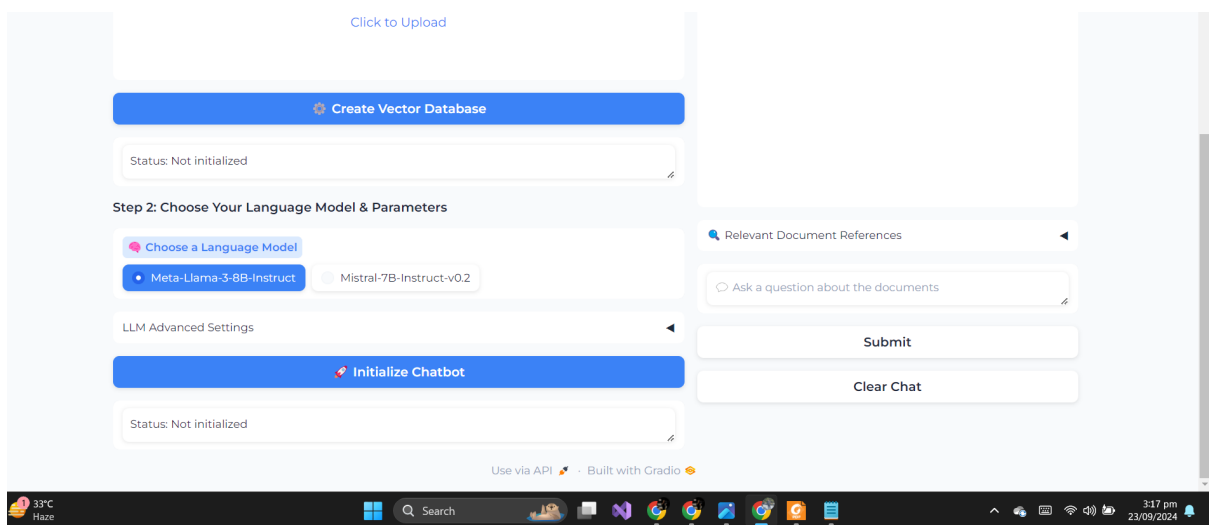 Click to Upload
Create Vector Database
Status: Not initialized
Step 2: Choose Your Language Model & Parameters
Choose a Language Model
Meta-Llama-3-8B-Instruct
Mistral-7B-Instruct-v0.2
LLM Advanced Settings
Initialize Chatbot
Status: Not initialized
Relevant Document References
Ask a question about the documents
Submit
Clear Chat
Use via API · Built with Gradio
1
33°C
Haze
Search
3:17 pm
23/09/2024